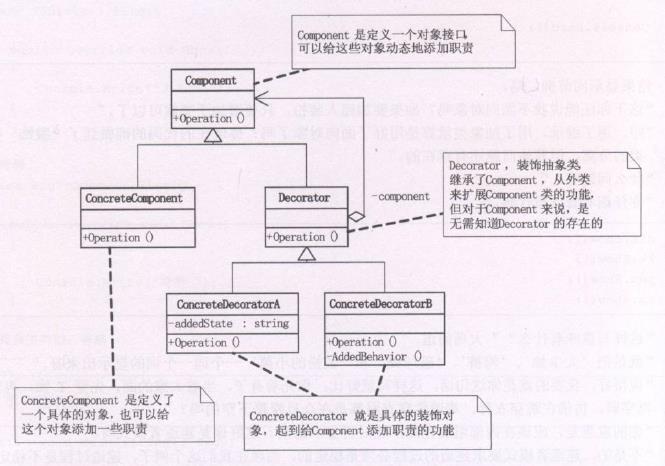 Component 是定义一个对象接口,
可以给这些对象动态地添加职责
Component
+Operation ()
Decorator , 装饰抽象类,
继承了Component , 从外类
来扩展Component 类的功能,
但对于Component 来说, 是
无需知道Decorator 的存在的
-component
ConcreteComponent
+Operation ()
Decorator
+Operation ()
ConcreteDecoratorA
-addedState : string
+Operation ()
ConcreteDecoratorB
+Operation ()
-AddedBehavior ()
ConcreteComponent 是定义了
一个具体的对象, 也可以给
这个对象添加一些职责
ConcreteDecorator 就是具体的装饰对
象, 起到给Component 添加职责的功能